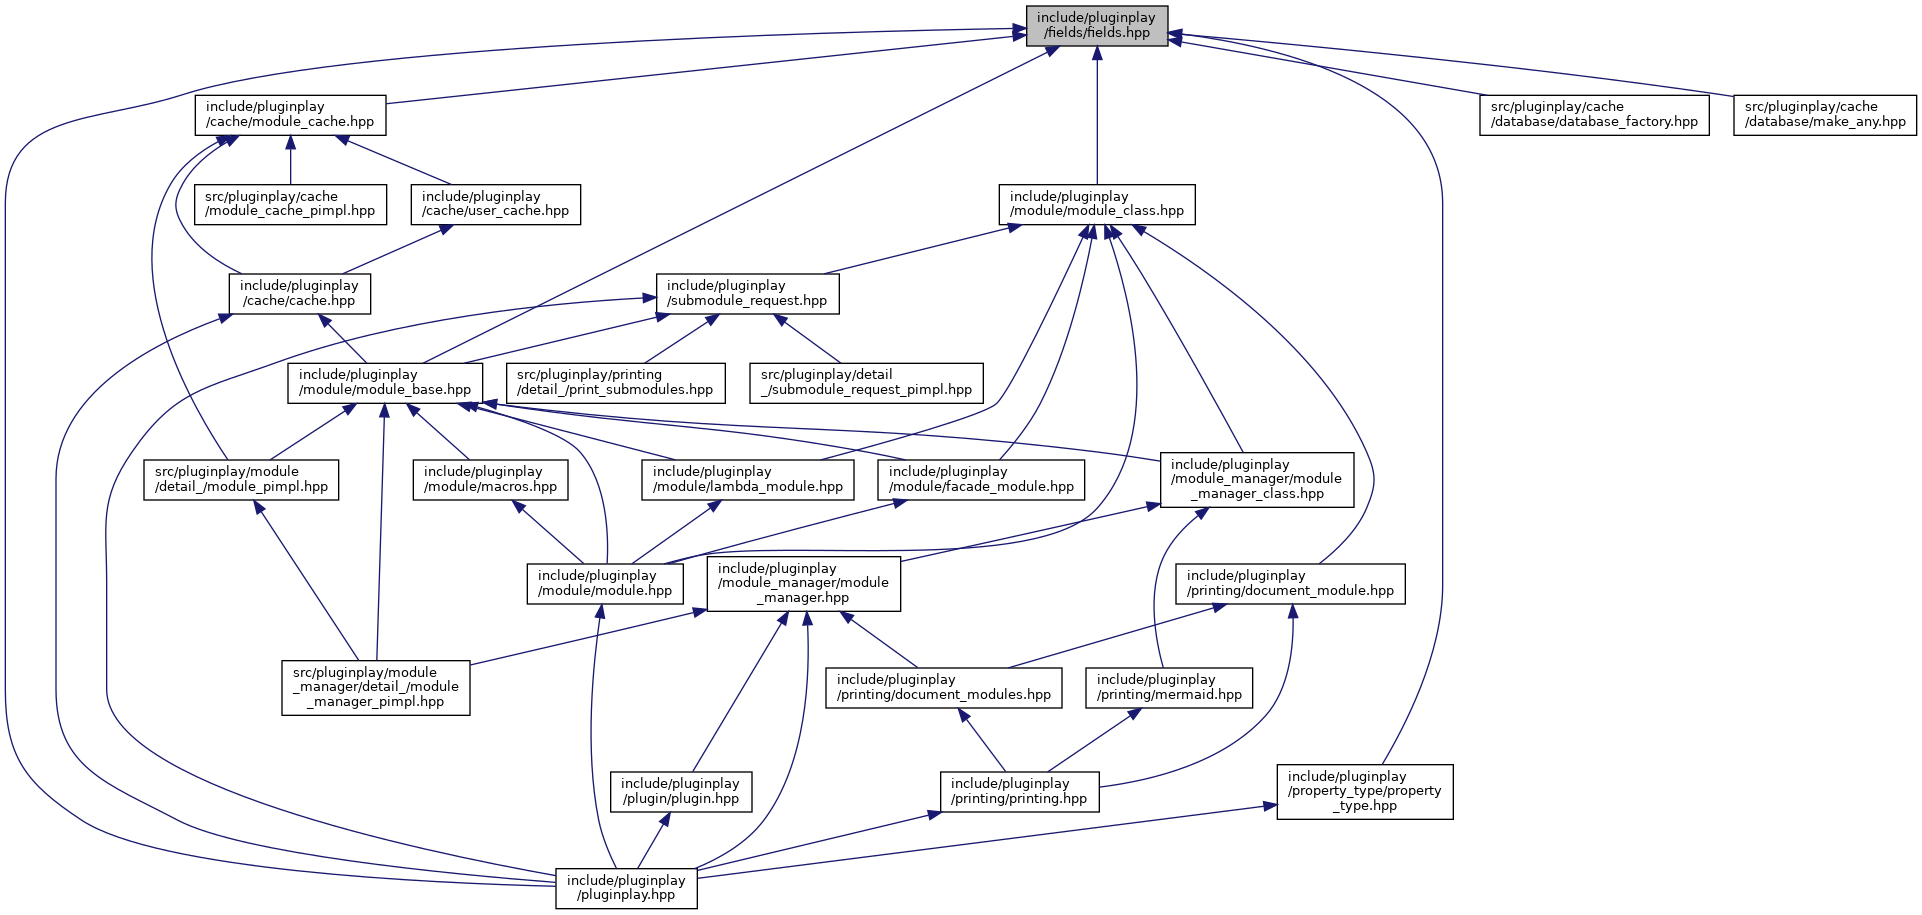 include/pluginplay
/fields/fields.hpp
include/pluginplay
/cache/module_cache.hpp
src/pluginplay/cache
/database/database_factory.hpp
src/pluginplay/cache
/database/make_any.hpp
src/pluginplay/cache
/module_cache_pimpl.hpp
include/pluginplay
/cache/user_cache.hpp
include/pluginplay
/module/module_class.hpp
include/pluginplay
/cache/cache.hpp
include/pluginplay
/submodule_request.hpp
include/pluginplay
/module/module_base.hpp
src/pluginplay/printing
/detail_/print_submodules.hpp
src/pluginplay/detail
_/submodule_request_pimpl.hpp
src/pluginplay/module
/detail_/module_pimpl.hpp
include/pluginplay
/module/macros.hpp
include/pluginplay
/module/lambda_module.hpp
include/pluginplay
/module/facade_module.hpp
include/pluginplay
/module_manager/module
_manager_class.hpp
include/pluginplay
/module/module.hpp
include/pluginplay
/module_manager/module
_manager.hpp
include/pluginplay
/printing/document_module.hpp
src/pluginplay/module
_manager/detail_/module
_manager_pimpl.hpp
include/pluginplay
/printing/document_modules.hpp
include/pluginplay
/printing/mermaid.hpp
include/pluginplay
/plugin/plugin.hpp
include/pluginplay
/printing/printing.hpp
include/pluginplay
/property_type/property
_type.hpp
include/pluginplay
/pluginplay.hpp